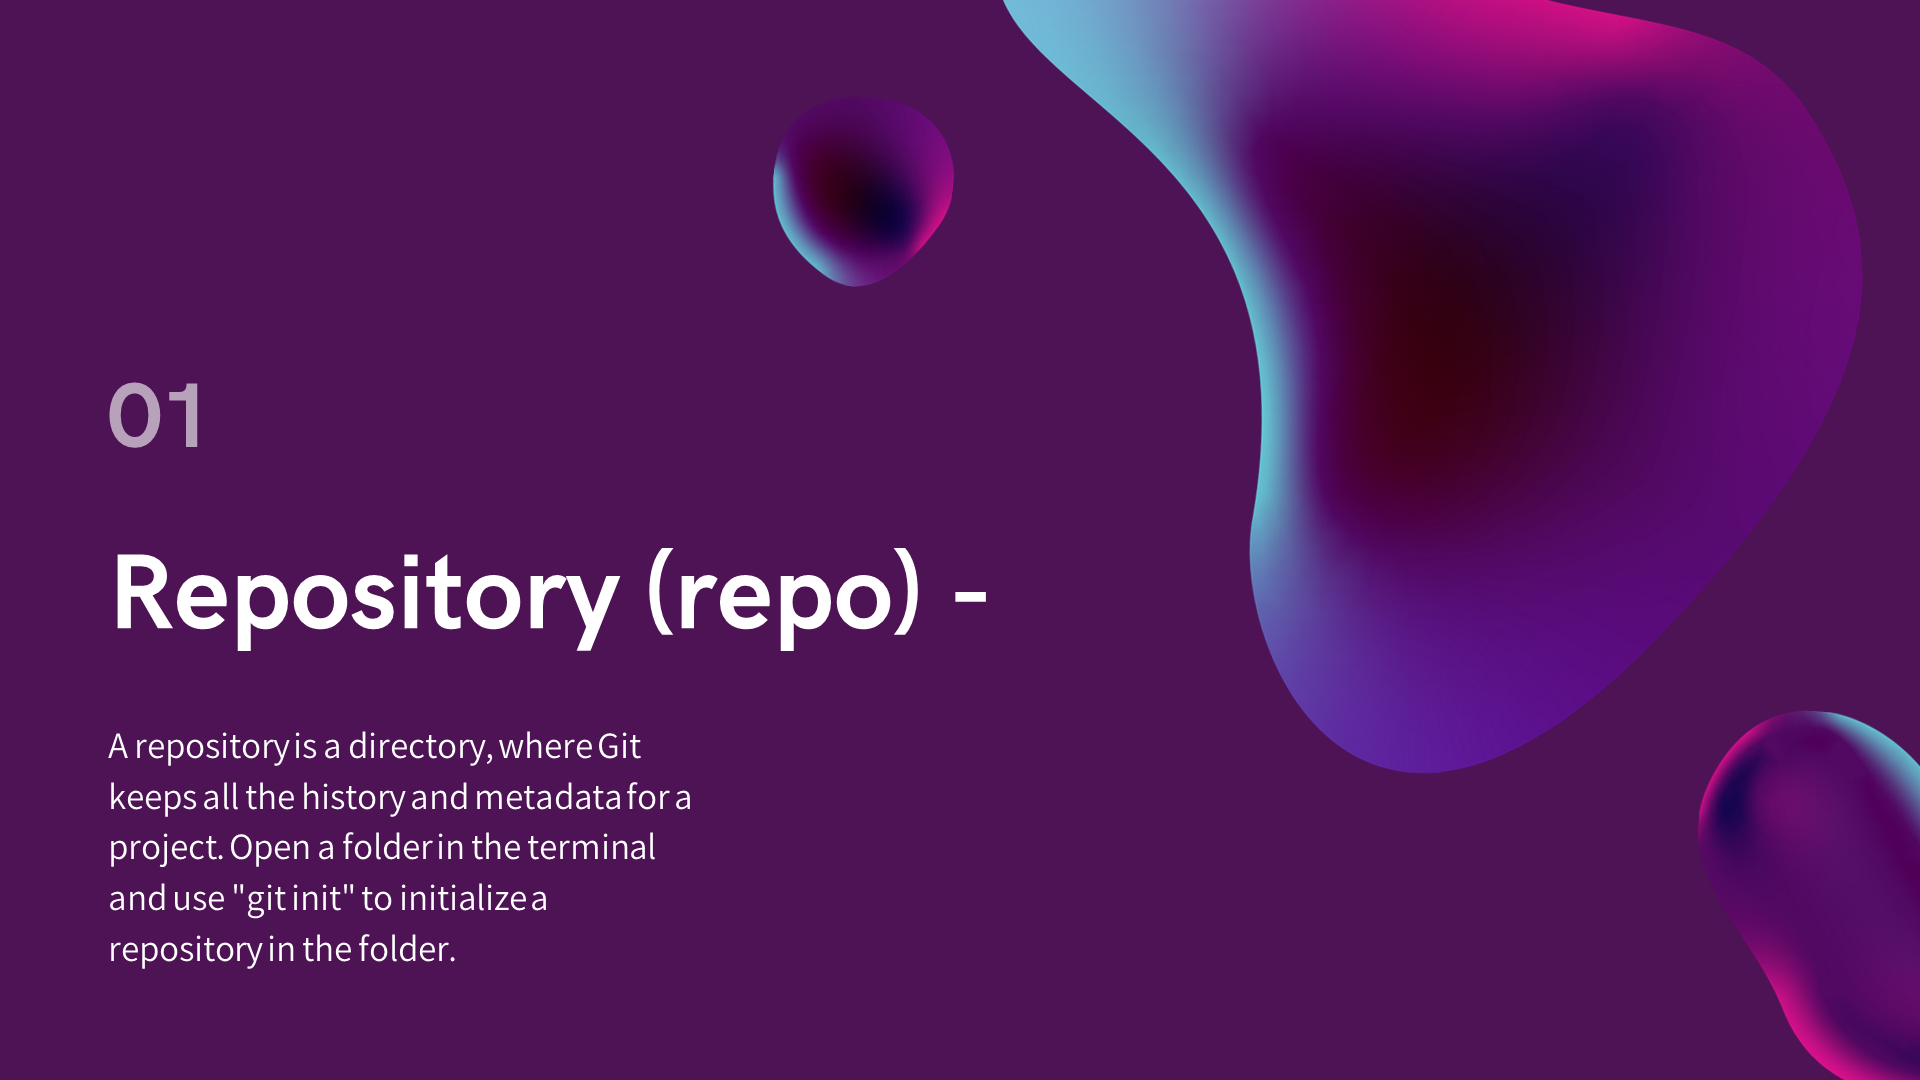 01
Repository (repo) -
A repository is a directory, where Git
keeps all the history and metadata for a
project. Open a folder in the terminal
and use "git init" to initialize a
repository in the folder.